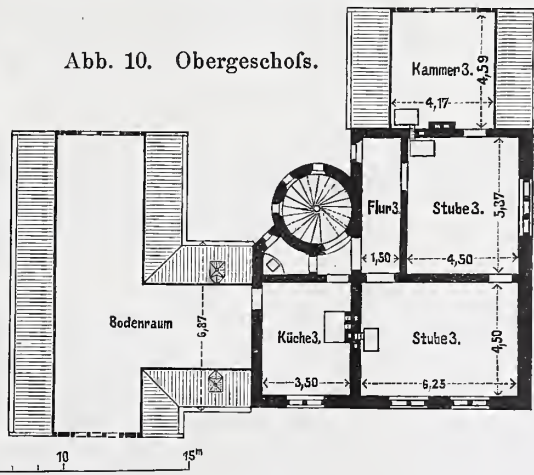 Abb. 10. Obergeschoſs.
Kammer 3.
4,17
4,59
Flur 3.
Stube 3.
5,37
1,50
4,50
Bodenraum
6,87
Küche 3.
Stube 3.
4,50
3,50
6,25
10
15m